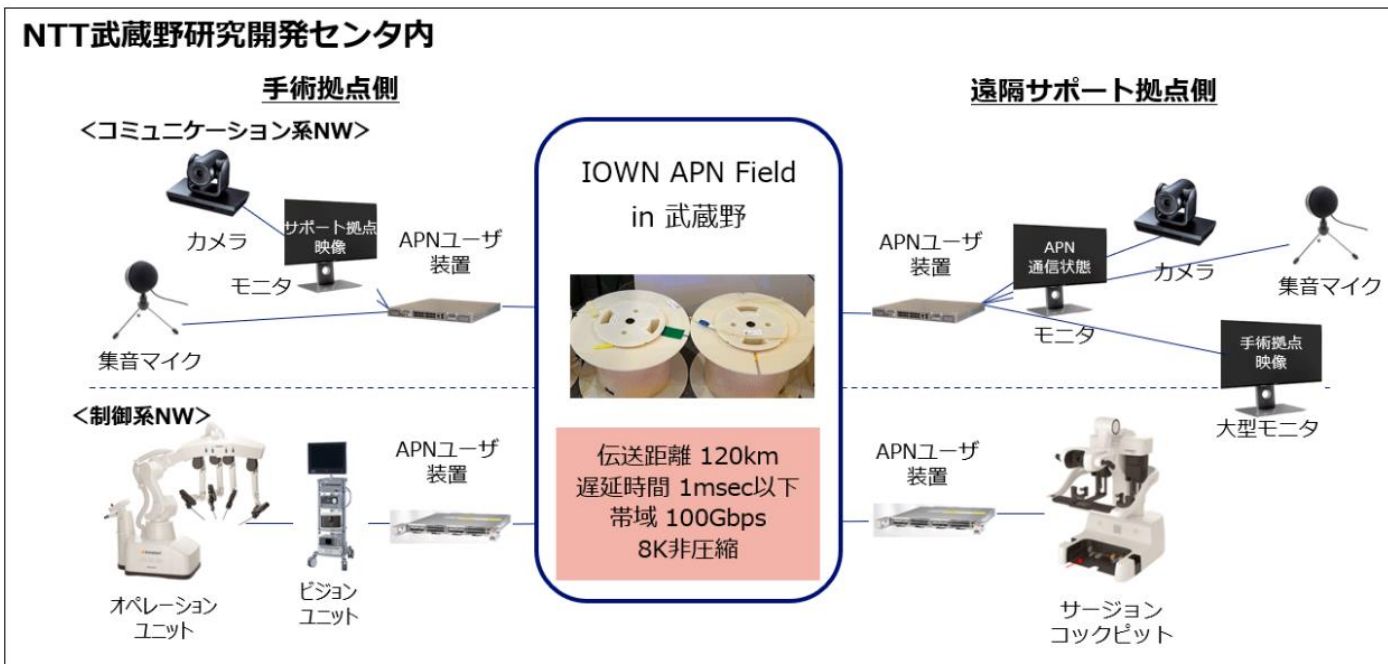 NTT武蔵野研究開発センタ内
手術拠点側
遠隔サポート拠点側
<コミュニケーション系NW>
カメラ
サポート拠点
映像
モニタ
集音マイク
APNユーザ
装置
IOWN APN Field
in 武蔵野
APNユーザ
装置
APN
通信状態
モニタ
カメラ
集音マイク
手術拠点
映像
大型モニタ
<制御系NW>
オペレーション
ユニット
ビジョン
ユニット
APNユーザ
装置
伝送距離 120km
遅延時間 1msec以下
帯域 100Gbps
8K非圧縮
APNユーザ
装置
サージョン
コックピット